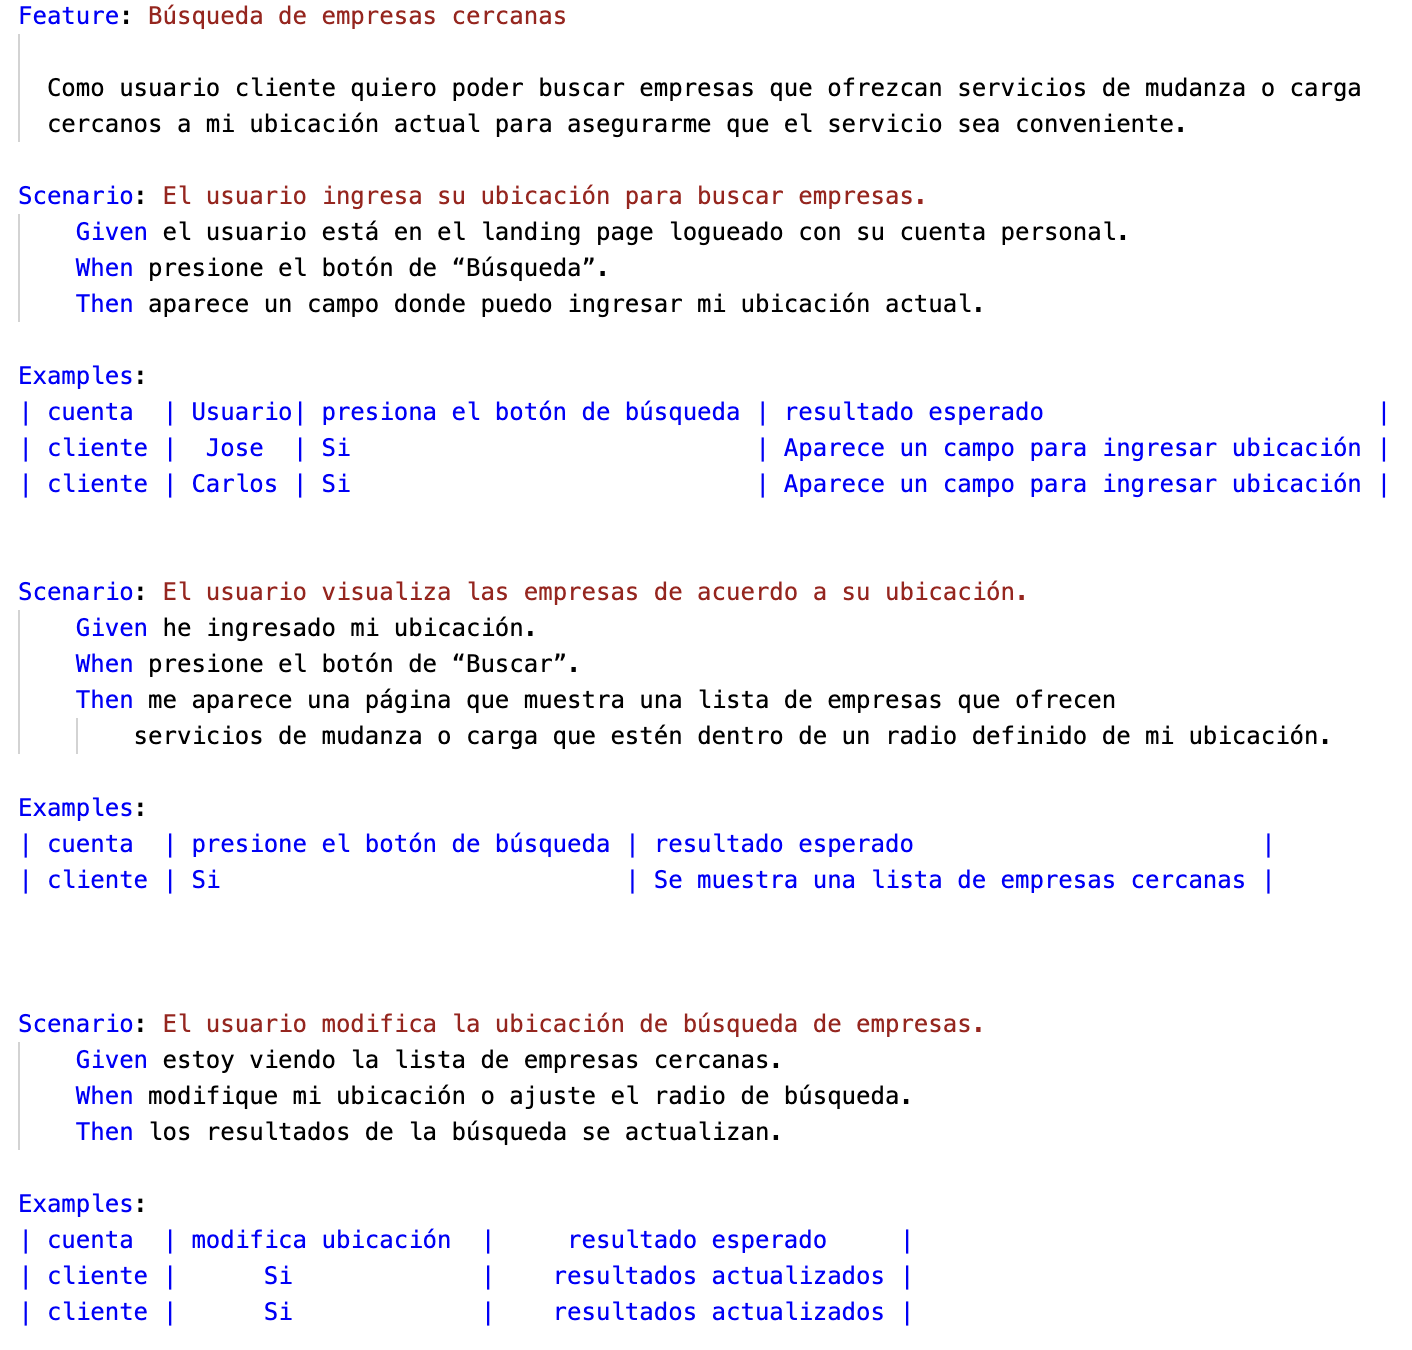 Feature: Búsqueda de empresas cercanas
Como usuario cliente quiero poder buscar empresas que ofrezcan servicios de mudanza o carga
cercanos a mi ubicación actual para asegurarme que el servicio sea conveniente.
Scenario: El usuario ingresa su ubicación para buscar empresas.
Given el usuario está en el landing page logueado con su cuenta personal.
When presione el botón de “Búsqueda”.
Then aparece un campo donde puedo ingresar mi ubicación actual.
Examples:
| cuenta  | Usuario| presiona el botón de búsqueda | resultado esperado                       |
| cliente |  Jose  | Si                            | Aparece un campo para ingresar ubicación |
| cliente | Carlos | Si                            | Aparece un campo para ingresar ubicación |
Scenario: El usuario visualiza las empresas de acuerdo a su ubicación.
Given he ingresado mi ubicación.
When presione el botón de “Buscar”.
Then me aparece una página que muestra una lista de empresas que ofrecen
servicios de mudanza o carga que estén dentro de un radio definido de mi ubicación.
Examples:
| cuenta  | presione el botón de búsqueda | resultado esperado                        |
| cliente | Si                            | Se muestra una lista de empresas cercanas |
Scenario: El usuario modifica la ubicación de búsqueda de empresas.
Given estoy viendo la lista de empresas cercanas.
When modifique mi ubicación o ajuste el radio de búsqueda.
Then los resultados de la búsqueda se actualizan.
Examples:
| cuenta  | modifica ubicación  |     resultado esperado     |
| cliente |      Si             |    resultados actualizados |
| cliente |      Si             |    resultados actualizados |